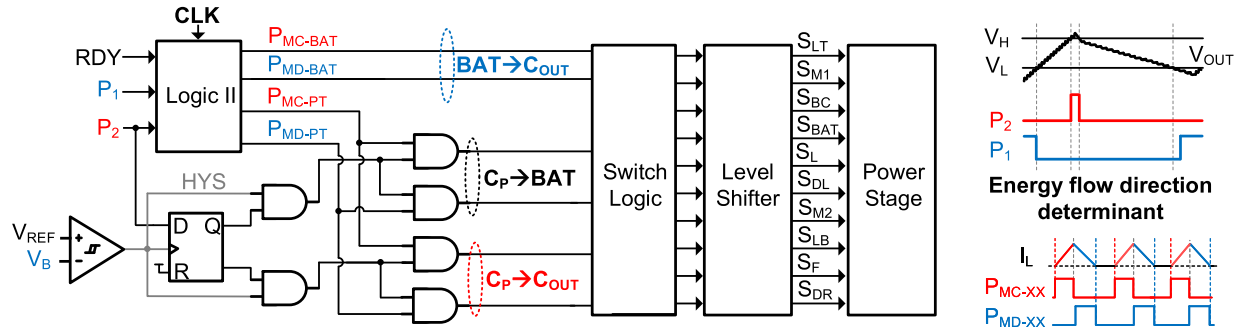 CLK
RDY
P1
P2
Logic II
PMC-BAT
PMD-BAT
PMC-PT
PMD-PT
BAT→COUT
HYS
VREF
VB
+
-
D
Q
R
CP→BAT
CP→COUT
Switch
Logic
Level
Shifter
SLT
SM1
SBC
SBAT
SL
SDL
SM2
SLB
SF
SDR
Power
Stage
VH
VL
VOUT
P2
P1
Energy flow direction
determinant
IL
PMC-XX
PMD-XX